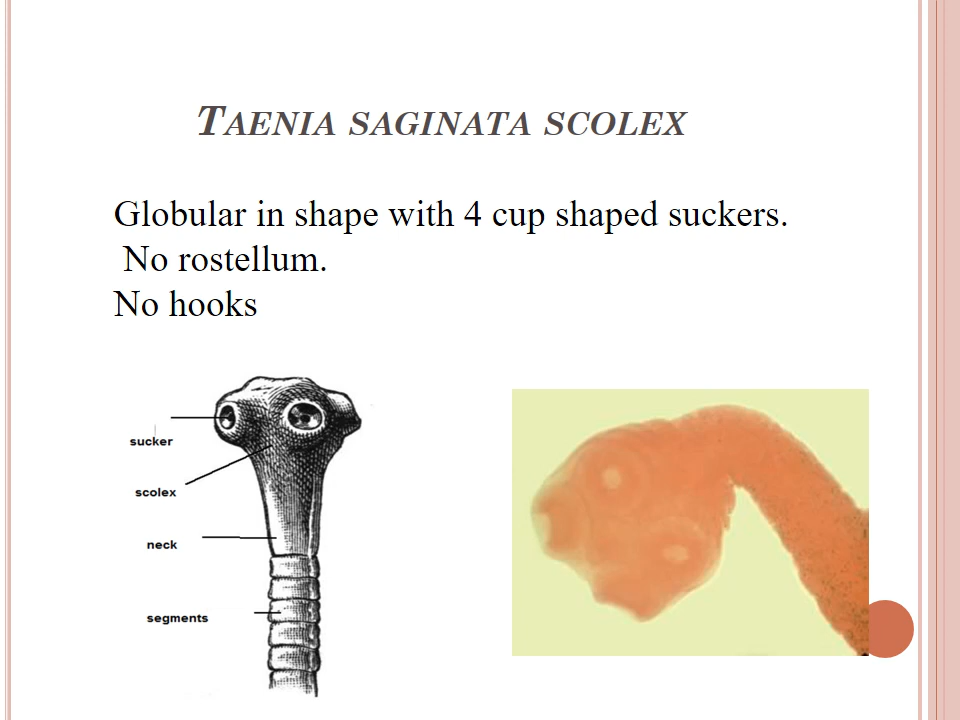 TAENIA SAGINATA SCOLEX
Globular in shape with 4 cup shaped suckers.
No rostellum.
No hooks
sucker
scolex
neck
segments